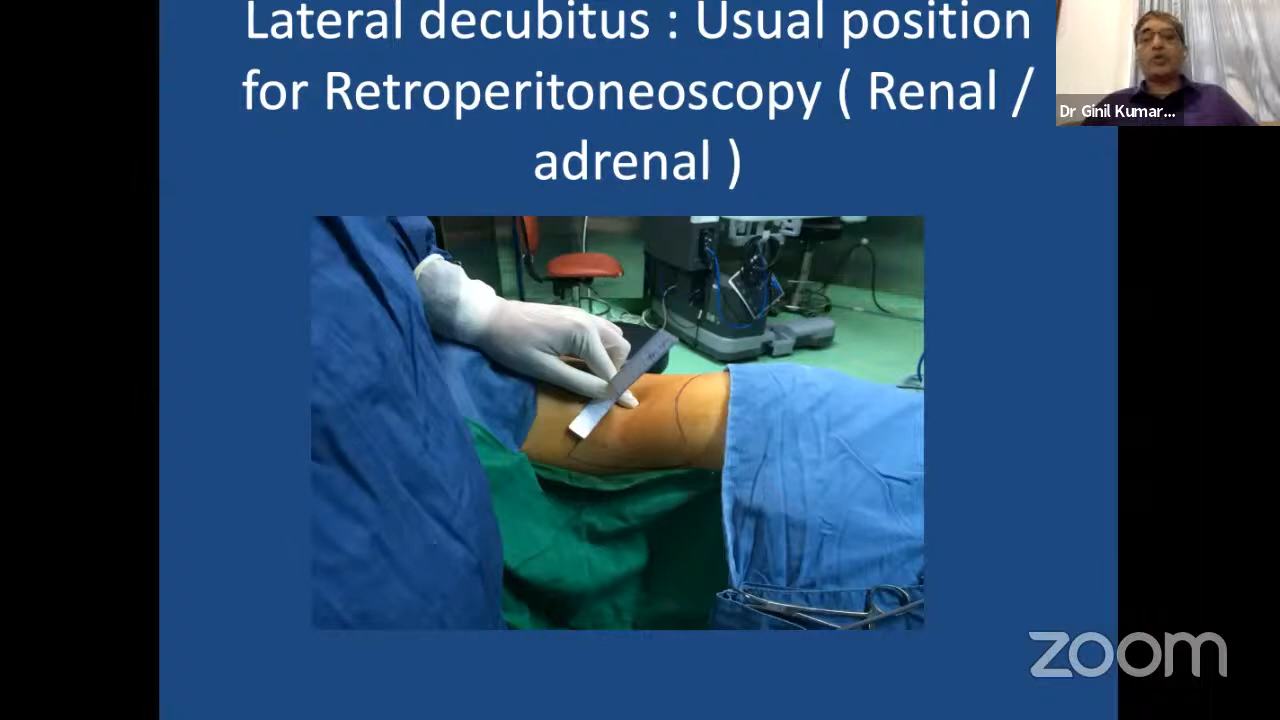 Lateral decubitus : Usual position
for Retroperitoneoscopy ( Renal /
adrenal )
Dr Ginil Kumar...
zoom